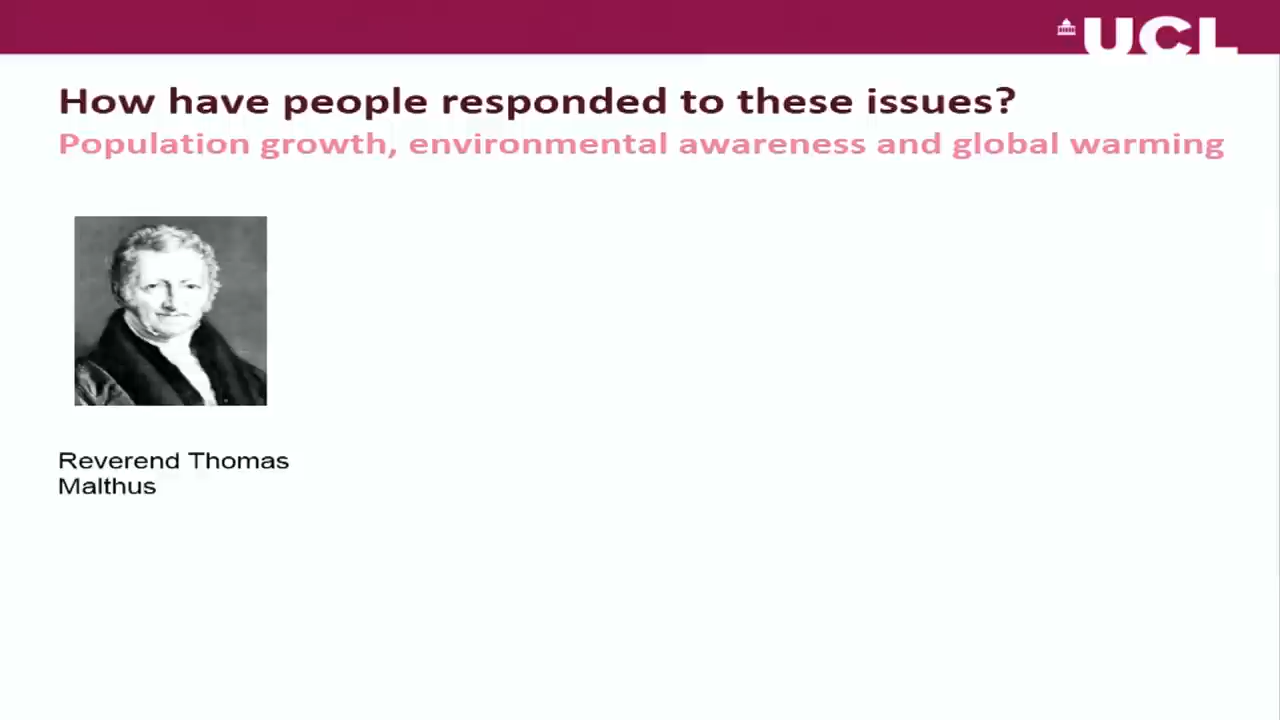 UCL
How have people responded to these issues?
Population growth, environmental awareness and global warming
Reverend Thomas
Malthus